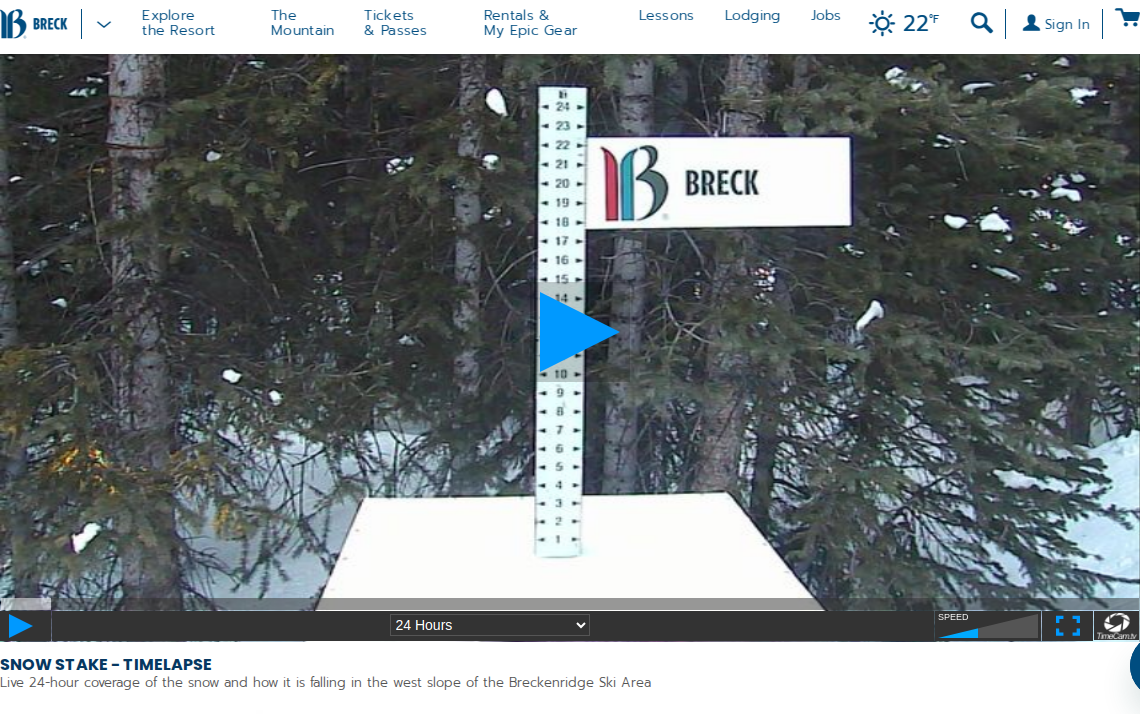 BRECK
Explore
the Resort
The
Mountain
Tickets
& Passes
Rentals &
My Epic Gear
Lessons
Lodging
Jobs
22°F
Sign In
24
23
22
21
20
19
18
17
16
15
14
10
9
8
7
6
5
4
3
2
1
BRECK
24 Hours
SPEED
TimeCam.tv
SNOW STAKE - TIMELAPSE
Live 24-hour coverage of the snow and how it is falling in the west slope of the Breckenridge Ski Area